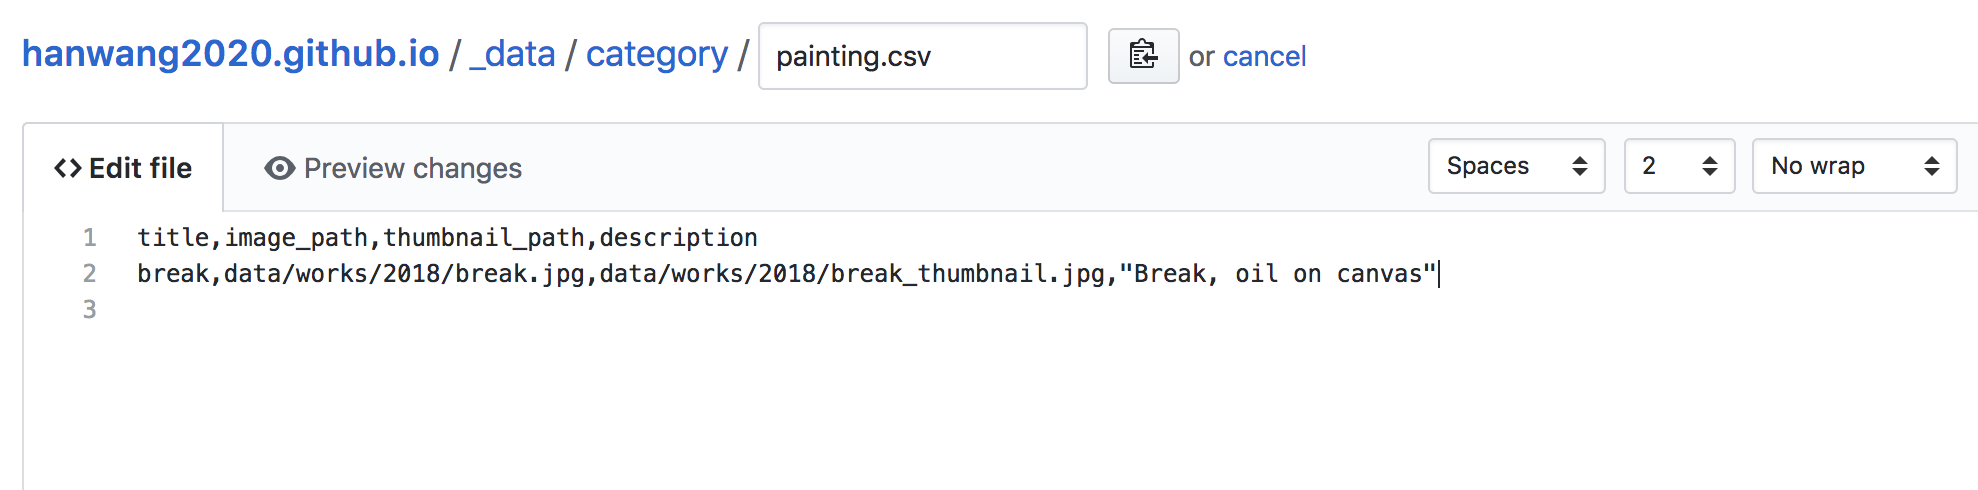 hanwang2020.github.io / _data / category / painting.csv or cancel
Edit file Preview changes Spaces 2 No wrap
1 title,image_path,thumbnail_path,description
2 break,data/works/2018/break.jpg,data/works/2018/break_thumbnail.jpg,"Break, oil on canvas"
3